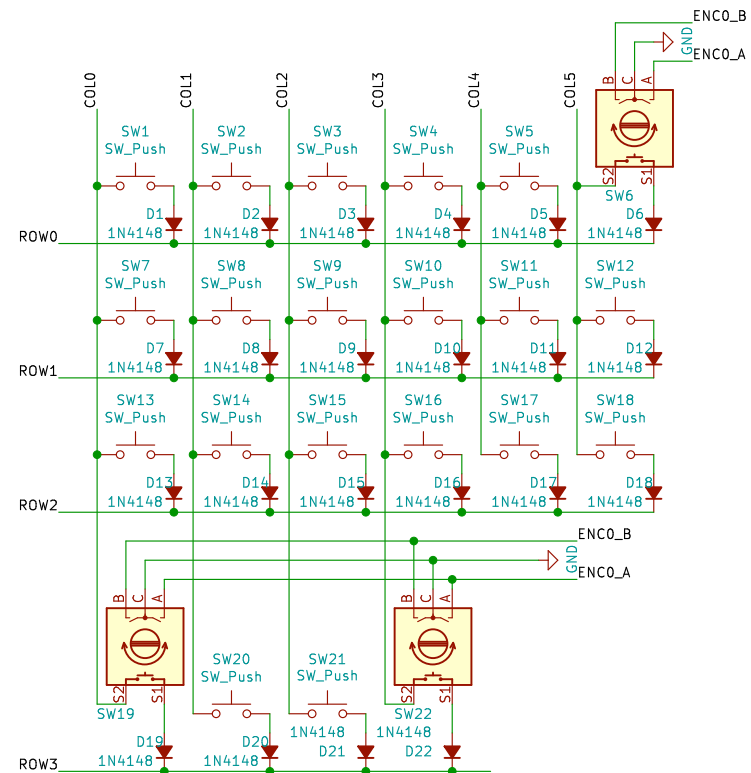 ENC0_B
GND
ENC0_A
B C A
COL0 COL1 COL2 COL3 COL4 COL5
SW1 SW2 SW3 SW4 SW5
SW_Push SW_Push SW_Push SW_Push SW_Push
S2 S1
SW6
D1 D2 D3 D4 D5 D6
1N4148 1N4148 1N4148 1N4148 1N4148 1N4148
ROW0
SW7 SW8 SW9 SW10 SW11 SW12
SW_Push SW_Push SW_Push SW_Push SW_Push SW_Push
D7 D8 D9 D10 D11 D12
1N4148 1N4148 1N4148 1N4148 1N4148 1N4148
ROW1
SW13 SW14 SW15 SW16 SW17 SW18
SW_Push SW_Push SW_Push SW_Push SW_Push SW_Push
D13 D14 D15 D16 D17 D18
1N4148 1N4148 1N4148 1N4148 1N4148 1N4148
ROW2
ENC0_B
GND
ENC0_A
B C A B C A
SW20 SW21
SW_Push SW_Push
S2 S1 S2 S1
SW19 SW22
1N4148 1N4148
D19 D20 D21 D22
1N4148 1N4148
ROW3